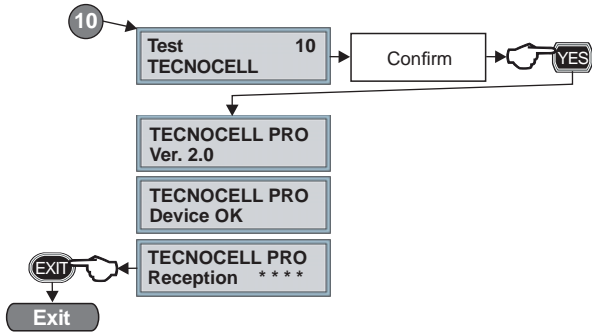 10
Test 10
TECNOCELL
Confirm
YES
TECNOCELL PRO
Ver. 2.0
TECNOCELL PRO
Device OK
TECNOCELL PRO
Reception * * * *
EXIT
Exit